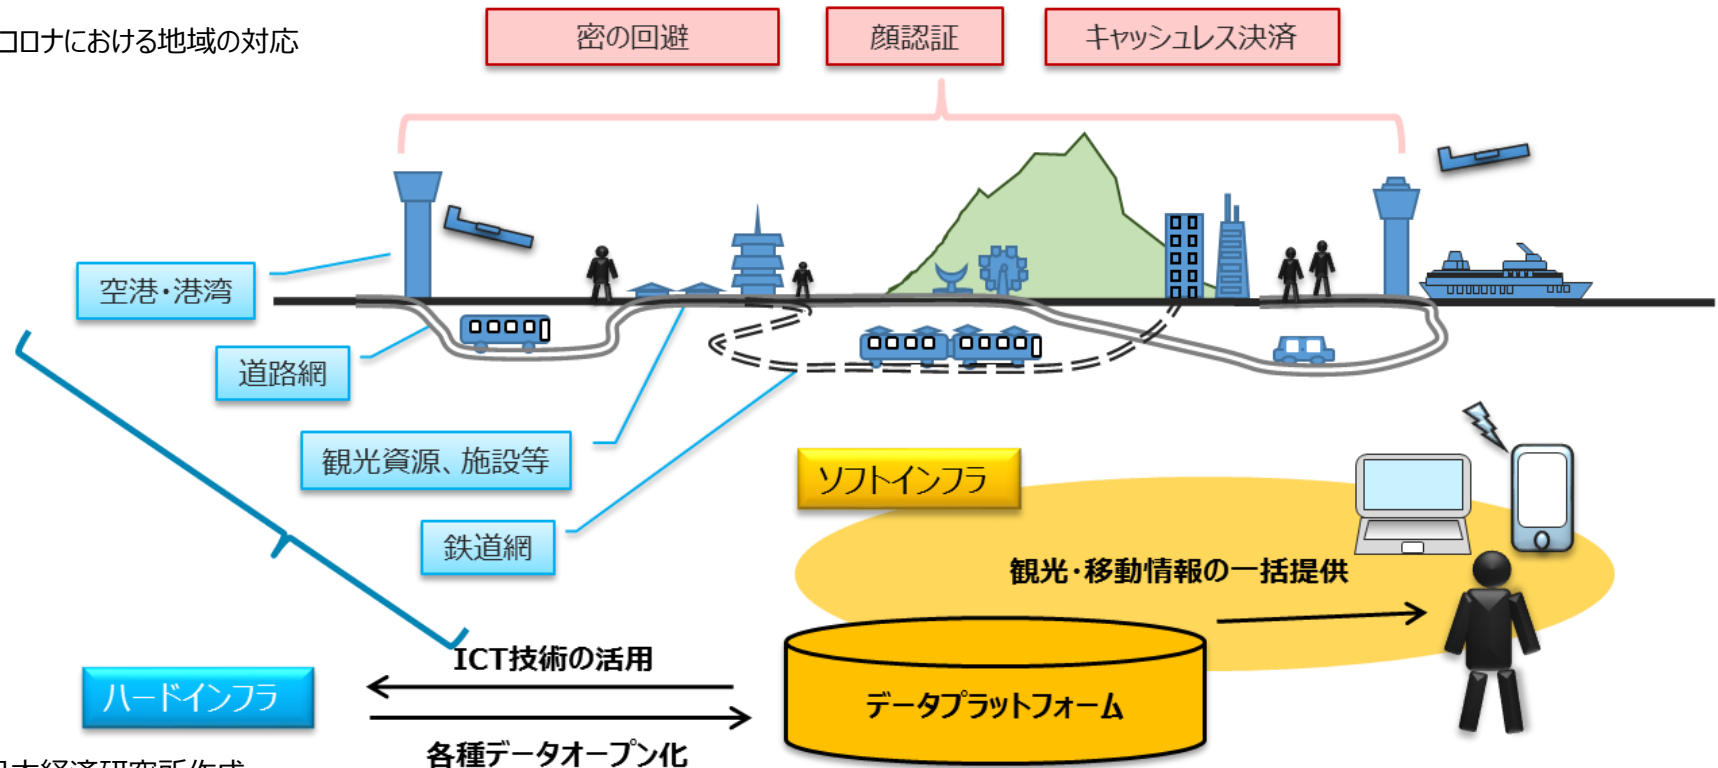 コロナにおける地域の対応
密の回避
顔認証
キャッシュレス決済
空港・港湾
道路網
観光資源、施設等
鉄道網
ソフトインフラ
観光・移動情報の一括提供
ICT技術の活用
ハードインフラ
データプラットフォーム
各種データオープン化